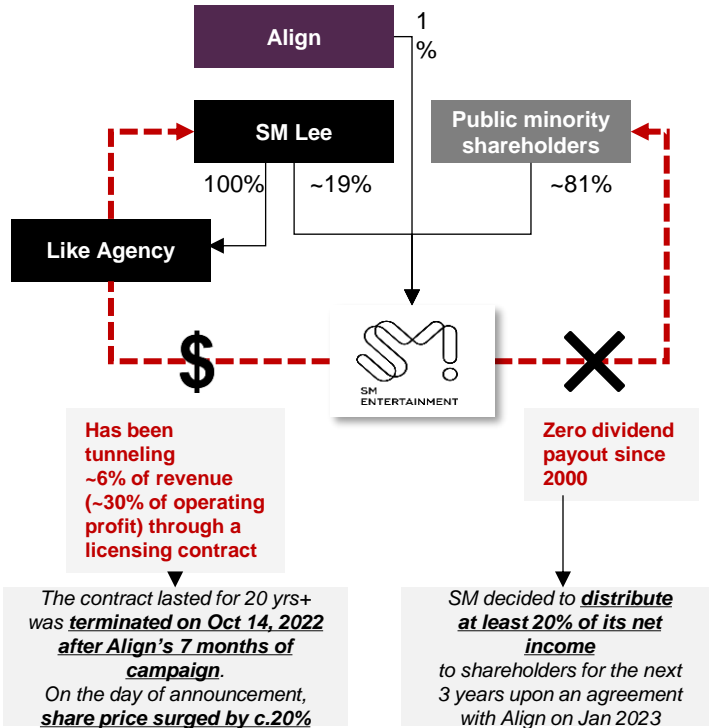 Align
1
%
SM Lee
Public minority
shareholders
100%
~19%
~81%
Like Agency
$
SM!
SM
ENTERTAINMENT
Has been
tunneling
~6% of revenue
(~30% of operating
profit) through a
licensing contract
Zero dividend
payout since
2000
The contract lasted for 20 yrs+
was terminated on Oct 14, 2022
after Align’s 7 months of
campaign.
On the day of announcement,
share price surged by c.20%
SM decided to distribute
at least 20% of its net
income
to shareholders for the next
3 years upon an agreement
with Align on Jan 2023